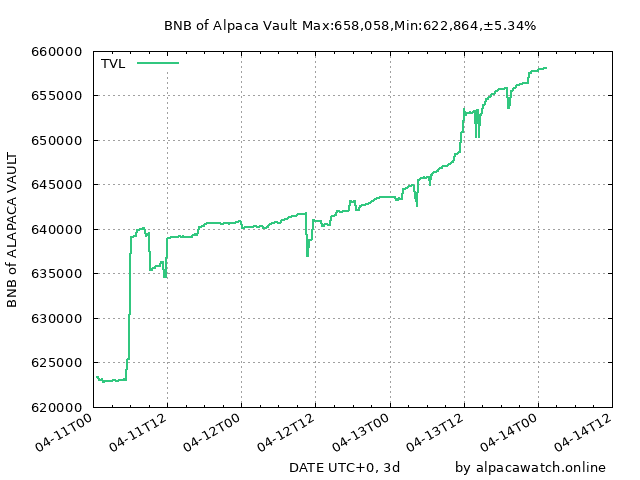 BNB of Alpaca Vault Max:658,058,Min:622,864,±5.34%
TVL
660000
655000
650000
645000
640000
635000
630000
625000
620000
BNB of ALAPACA VAULT
04-11T00
04-11T12
04-12T00
04-12T12
04-13T00
04-13T12
04-14T00
04-14T12
DATE UTC+0, 3d
by alpacawatch.online